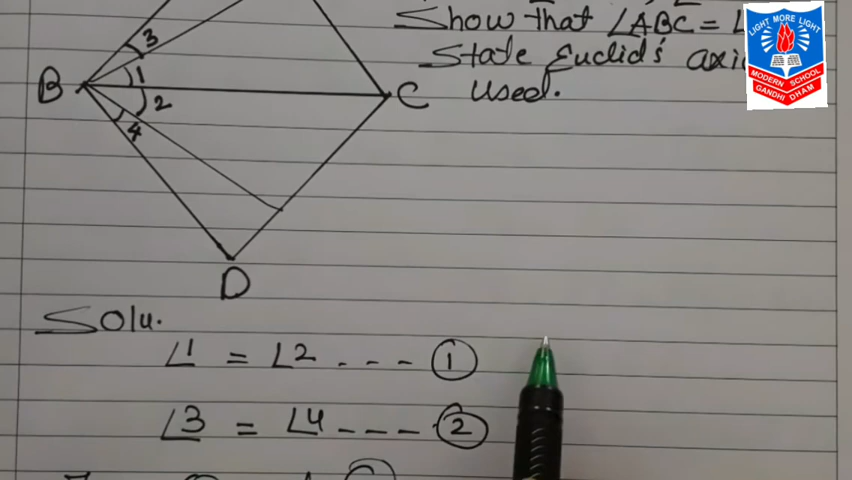 Show that ∠ABC = ∠
State Euclid's axi
used.
LIGHT MORE LIGHT
MODERN SCHOOL
GANDHI DHAM
3
B
1
C
2
4
D
Solu.
∠1 = ∠2 - - - ①
∠3 = ∠4 - - - - ②